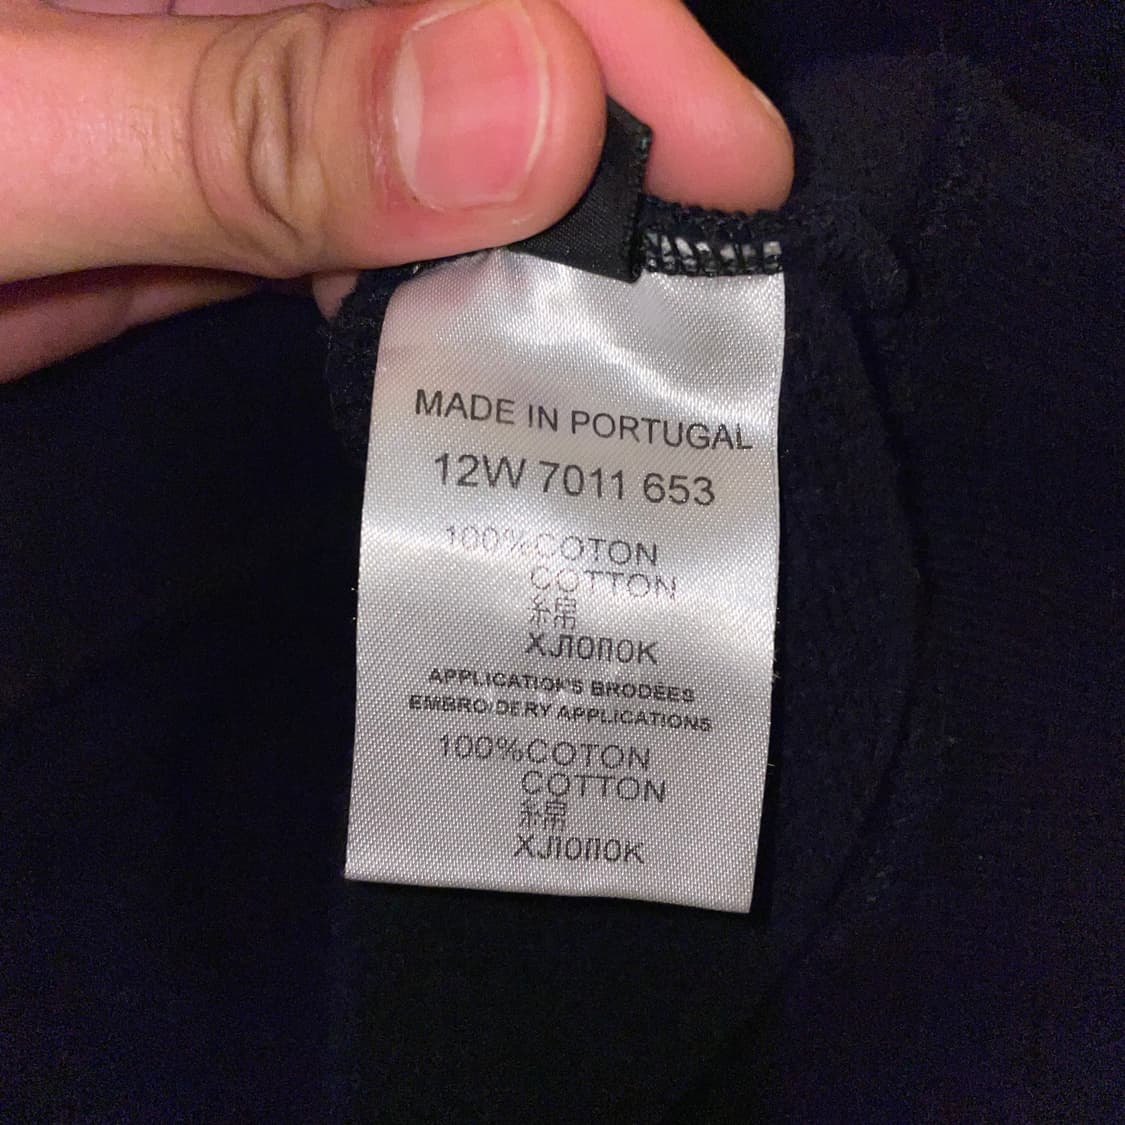 MADE IN PORTUGAL
12W 7011 653
100%COTON
COTTON
綿
ХЛОПОК
APPLICATIONS BRODÉES
EMBROIDERY APPLICATIONS
100%COTON
COTTON
綿
ХЛОПОК